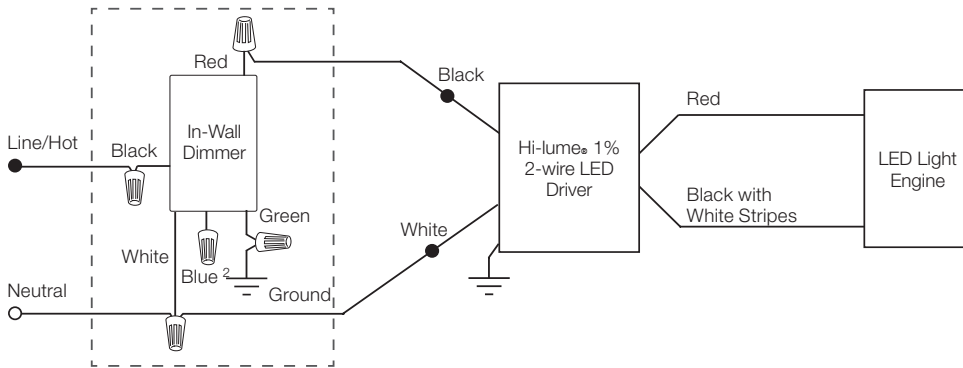 Red
Black
Red
Line/Hot
Black
In-Wall
Dimmer
Hi-lume® 1%
2-wire LED
Driver
LED Light
Engine
Black with
White Stripes
Green
White
White
Blue 2
Neutral
Ground